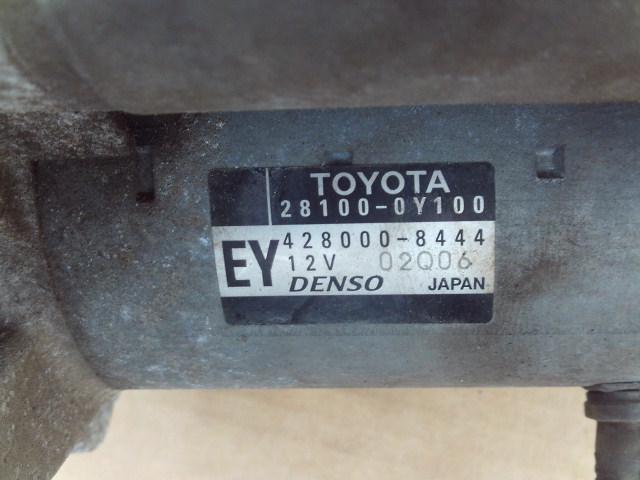 TOYOTA
28100-0Y100
EY
428000-8444
12V 02Q06
DENSO JAPAN